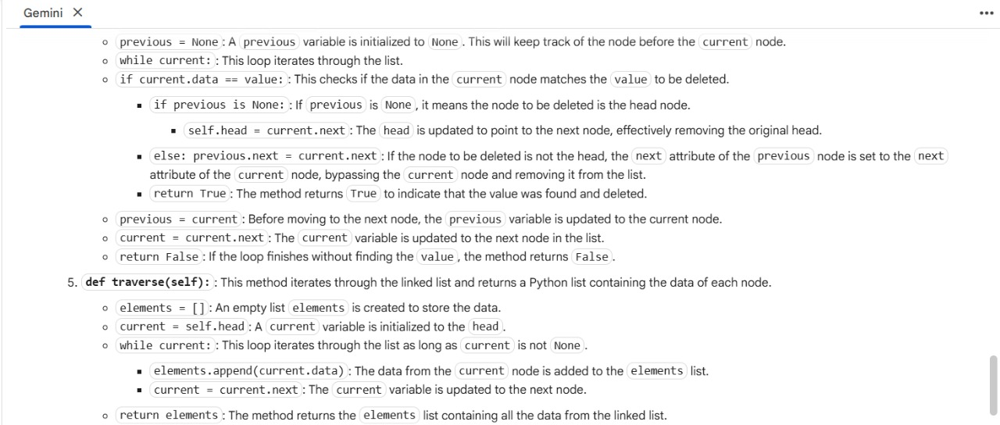 Gemini
previous = None: A previous variable is initialized to None. This will keep track of the node before the current node.
while current:: This loop iterates through the list.
if current.data == value:: This checks if the data in the current node matches the value to be deleted.
if previous is None:: If previous is None, it means the node to be deleted is the head node.
self.head = current.next: The head is updated to point to the next node, effectively removing the original head.
else: previous.next = current.next: If the node to be deleted is not the head, the next attribute of the previous node is set to the next
attribute of the current node, bypassing the current node and removing it from the list.
return True: The method returns True to indicate that the value was found and deleted.
previous = current: Before moving to the next node, the previous variable is updated to the current node.
current = current.next: The current variable is updated to the next node in the list.
return False: If the loop finishes without finding the value, the method returns False.
5. def traverse(self):: This method iterates through the linked list and returns a Python list containing the data of each node.
elements = []: An empty list elements is created to store the data.
current = self.head: A current variable is initialized to the head.
while current:: This loop iterates through the list as long as current is not None.
elements.append(current.data): The data from the current node is added to the elements list.
current = current.next: The current variable is updated to the next node.
return elements: The method returns the elements list containing all the data from the linked list.